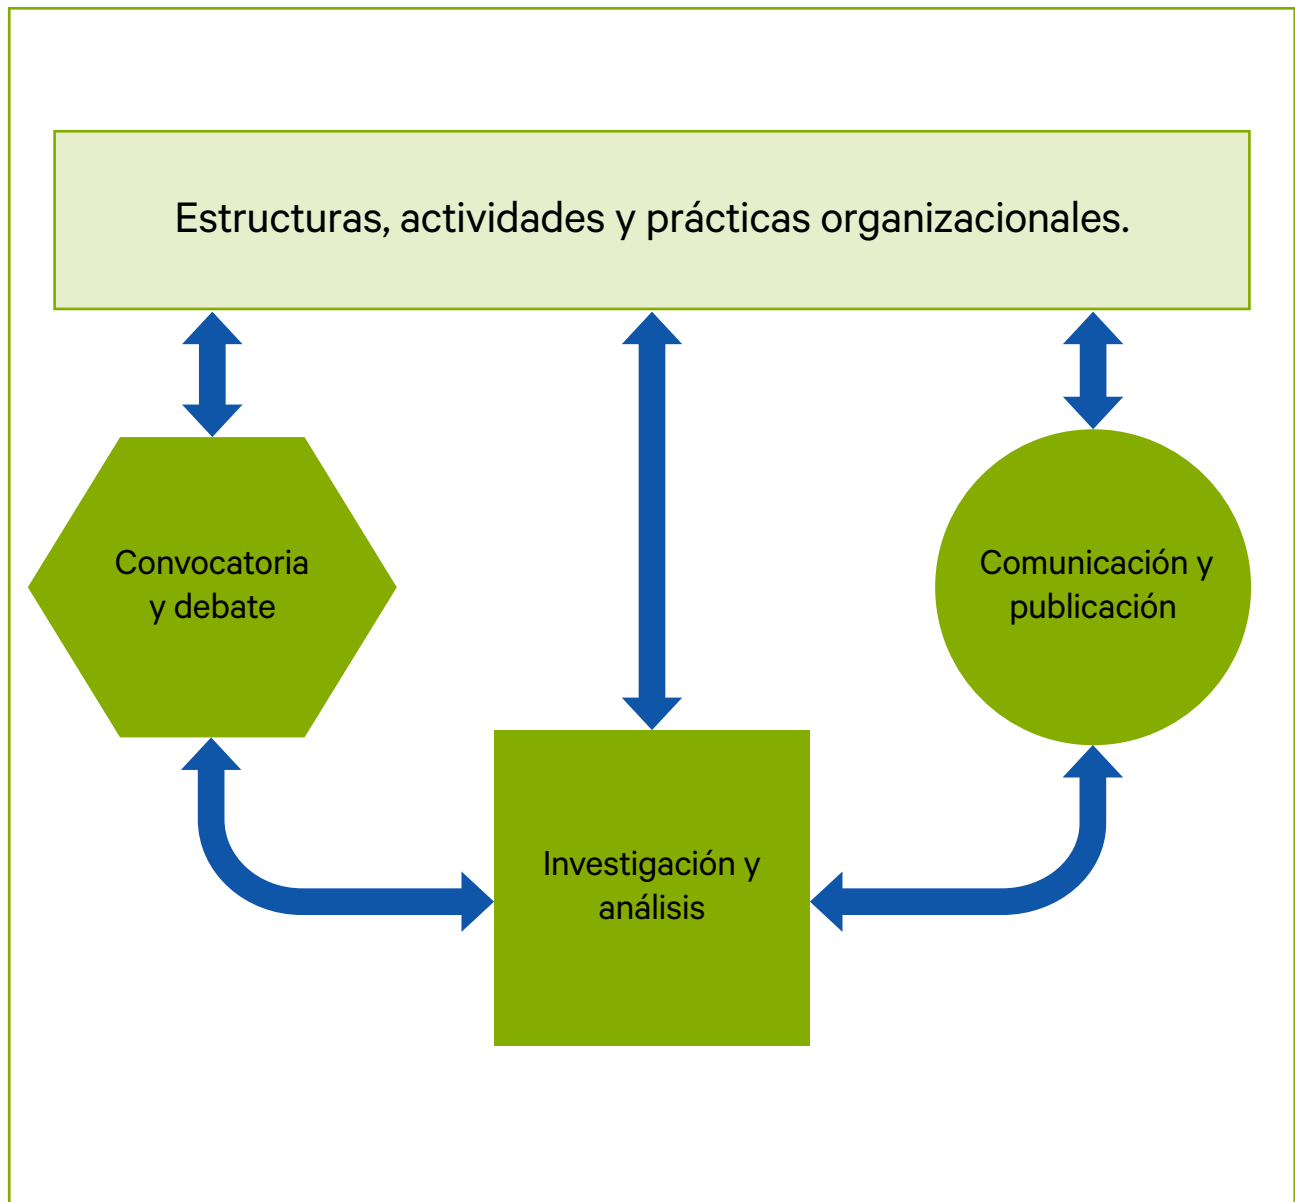 Estructuras, actividades y prácticas organizacionales.
Convocatoria
y debate
Comunicación y
publicación
Investigación y
análisis